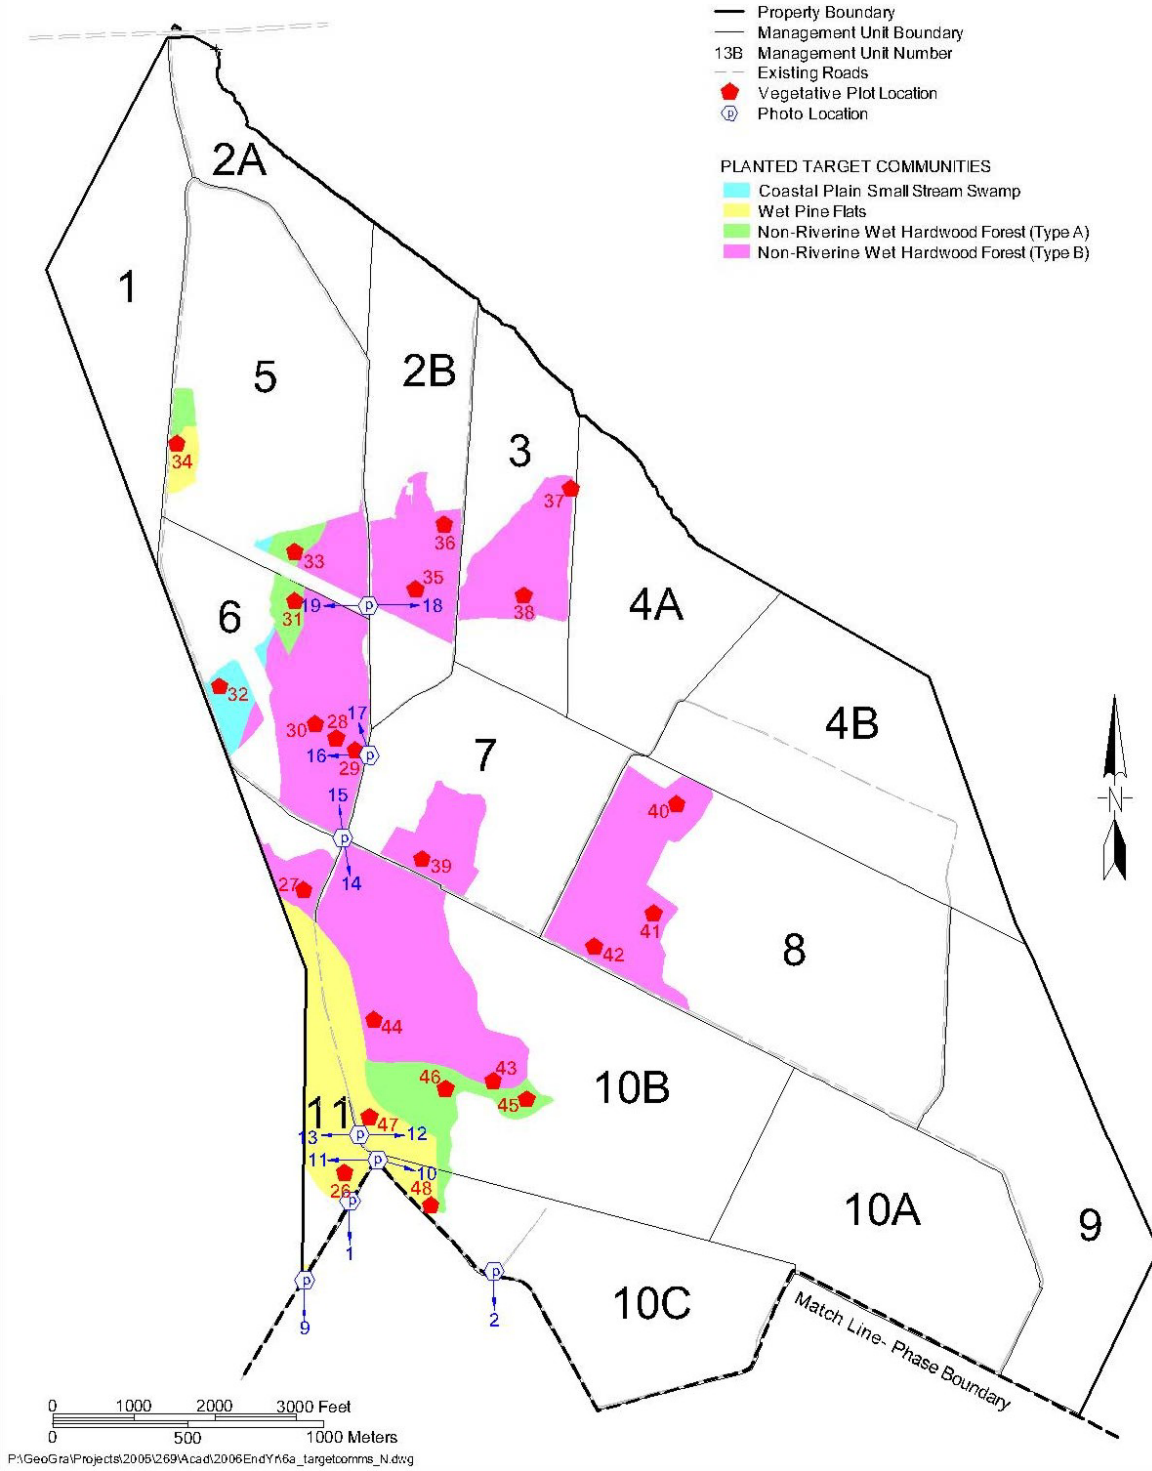 Property Boundary
Management Unit Boundary
13B Management Unit Number
Existing Roads
Vegetative Plot Location
p Photo Location
PLANTED TARGET COMMUNITIES
Coastal Plain Small Stream Swamp
Wet Pine Flats
Non-Riverine Wet Hardwood Forest (Type A)
Non-Riverine Wet Hardwood Forest (Type B)
2A
1
5
2B
3
34
37
36
33
35
31
19
p
18
38
4A
6
32
4B
30
28
17
16
p
29
7
15
p
14
40
39
27
41
42
8
44
46
43
45
10B
11
47
13
p
12
11
p
10
26
48
p
1
10A
9
p
9
p
2
10C
Match Line- Phase Boundary
N
0 1000 2000 3000 Feet
0 500 1000 Meters
P:\GeoGra\Projects\2005\269\Acad\2006EndYr\6a_targetcomms_N.dwg